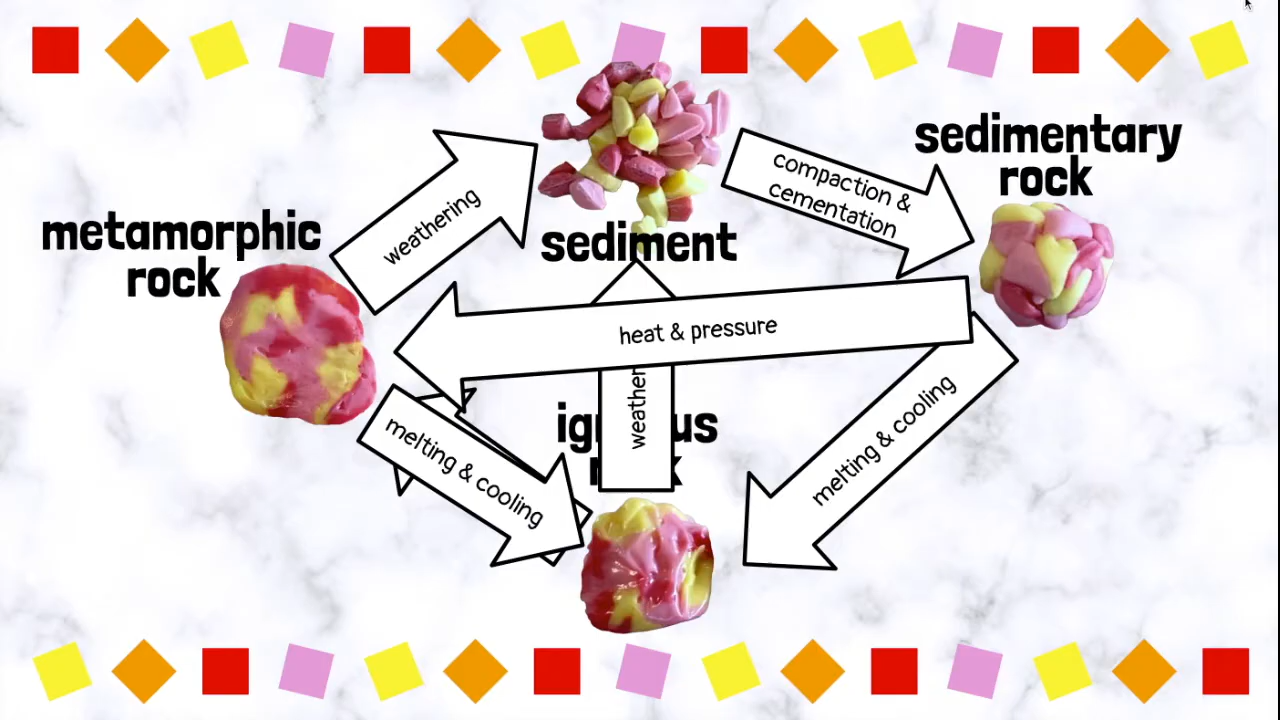 sedimentary
rock
compaction &
cementation
weathering
sediment
metamorphic
rock
heat & pressure
melting & cooling
melting & cooling